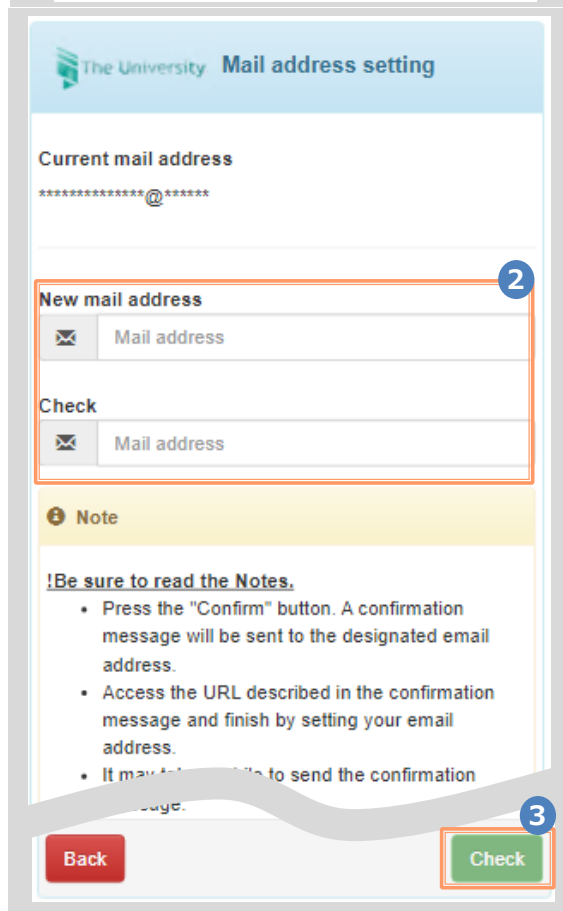 The University Mail address setting
Current mail address
**************@******
2
New mail address
Mail address
Check
Mail address
Note
!Be sure to read the Notes.
• Press the "Confirm" button. A confirmation
message will be sent to the designated email
address.
• Access the URL described in the confirmation
message and finish by setting your email
address.
• It may to send the confirmation
3
Back
Check